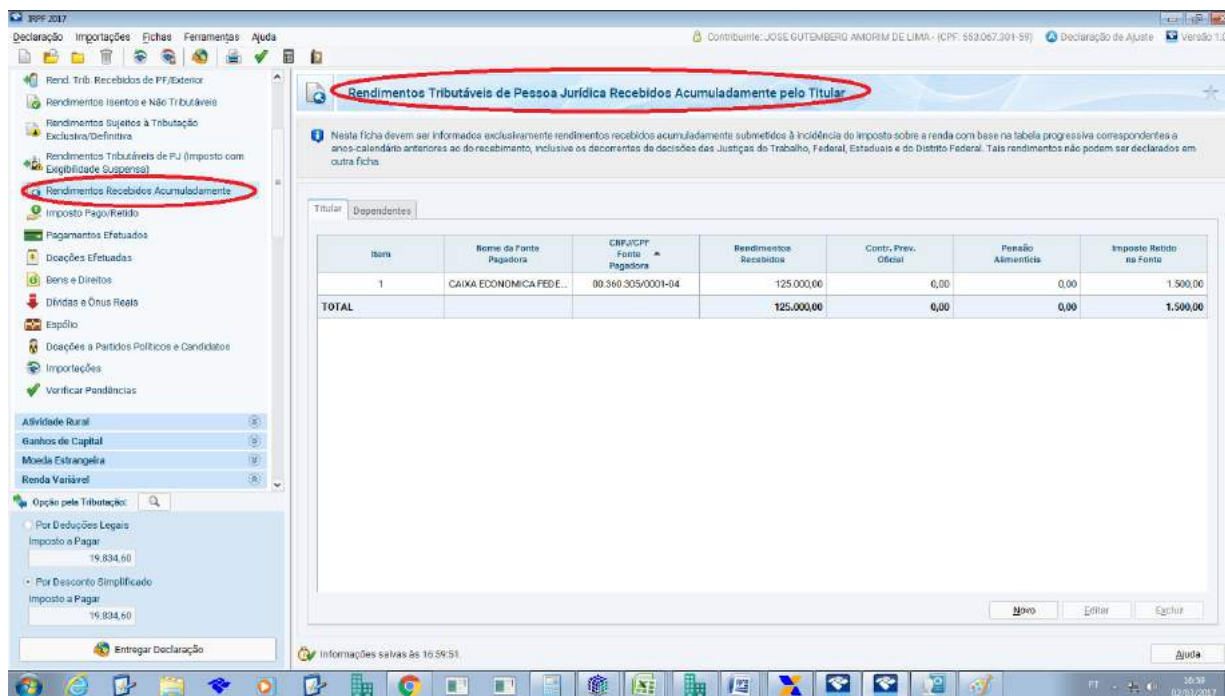 IRPF 2017
Declaração Importações Fichas Ferramentas Ajuda
Contribuinte: JOSE GUTEMBERG AMORIM DE LIMA - (CPF: 553.067.301-59) Declaração de Ajuste Versão 1.0
Rend. Trib. Recebidos de PF/Exterior
Rendimentos Isentos e Não Tributáveis
Rendimentos Sujeitos à Tributação
Exclusiva/Definitiva
Rendimentos Tributáveis de PJ (Imposto com
Exigibilidade Suspensa)
Rendimentos Recebidos Acumuladamente
Imposto Pago/Retido
Pagamentos Efetuados
Doações Efetuadas
Bens e Direitos
Dívidas e Ônus Reais
Espólio
Doações a Partidos Políticos e Candidatos
Importações
Verificar Pendências
Atividade Rural
Ganhos de Capital
Moeda Estrangeira
Renda Variável
Opção pela Tributação:
Por Deduções Legais
Imposto a Pagar
19.834,60
Por Desconto Simplificado
Imposto a Pagar
19.834,60
Entregar Declaração
Rendimentos Tributáveis de Pessoa Jurídica Recebidos Acumuladamente pelo Titular
Nesta ficha devem ser informados exclusivamente rendimentos recebidos acumuladamente submetidos à incidência do imposto sobre a renda com base na tabela progressiva correspondentes a
anos-calendário anteriores ao do recebimento, inclusive os decorrentes de decisões das Justiças do Trabalho, Federal, Estaduais e do Distrito Federal. Tais rendimentos não podem ser declarados em
outra ficha.
Titular Dependentes
Item Nome da Fonte Pagadora CNPJ/CPF Fonte Pagadora Rendimentos Recebidos Contr. Prev. Oficial Pensão Alimentícia Imposto Retido na Fonte
1 CAIXA ECONOMICA FEDE... 00.360.305/0001-04 125.000,00 0,00 0,00 1.500,00
TOTAL 125.000,00 0,00 0,00 1.500,00
Novo Editar Excluir
Informações salvas às 16:59:51. Ajuda
PT 16:59
02/03/201